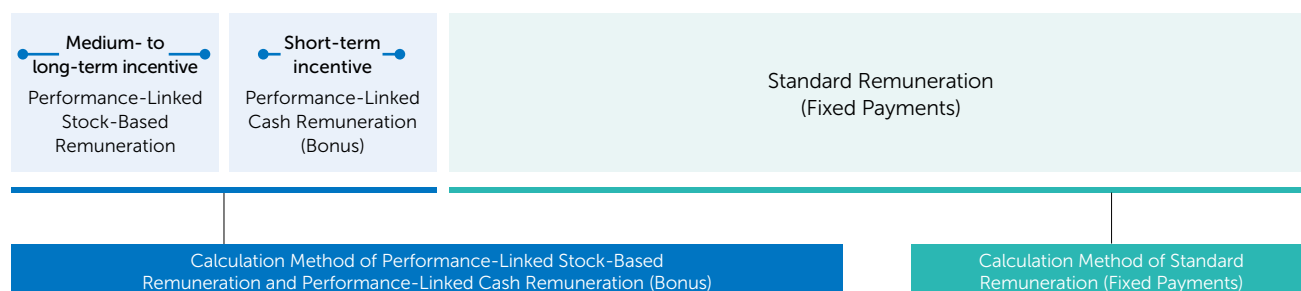 Medium- to
long-term incentive
Performance-Linked
Stock-Based
Remuneration
Short-term
incentive
Performance-Linked
Cash Remuneration
(Bonus)
Standard Remuneration
(Fixed Payments)
Calculation Method of Performance-Linked Stock-Based
Remuneration and Performance-Linked Cash Remuneration (Bonus)
Calculation Method of Standard
Remuneration (Fixed Payments)